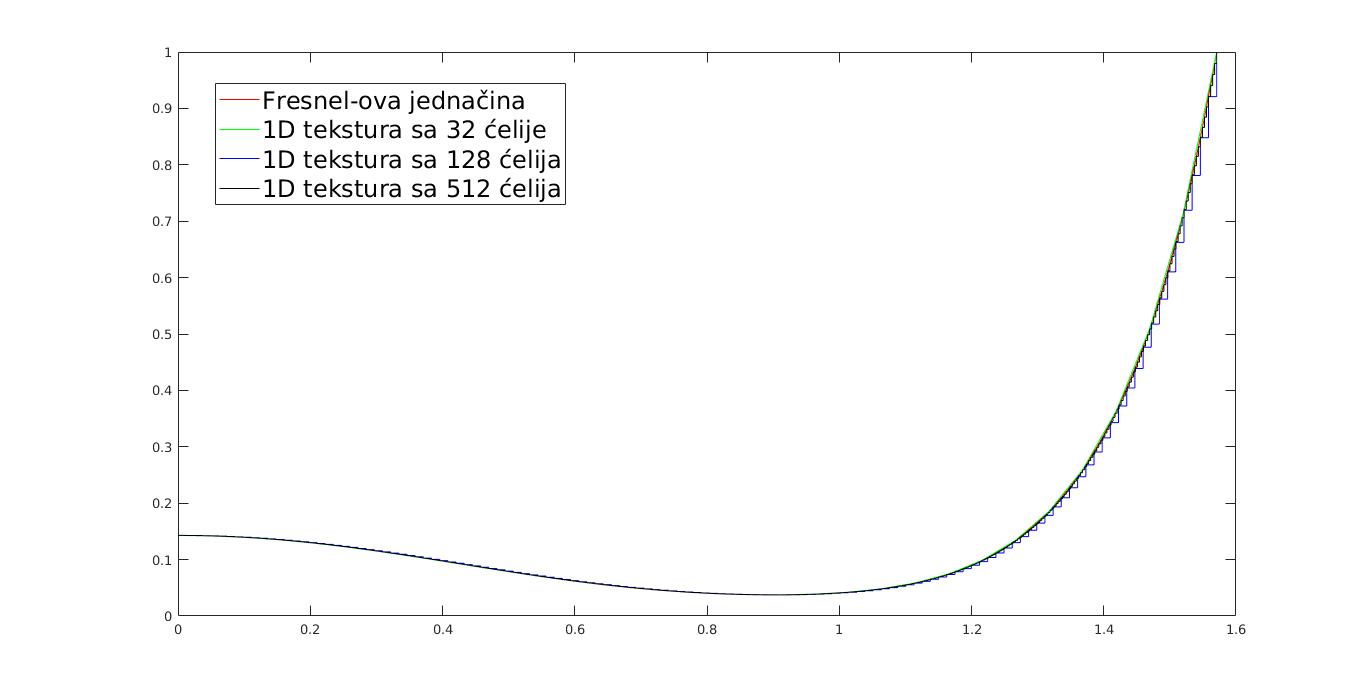 1
0.9
0.8
0.7
0.6
0.5
0.4
0.3
0.2
0.1
0
Fresnel-ova jednačina
1D tekstura sa 32 ćelije
1D tekstura sa 128 ćelija
1D tekstura sa 512 ćelija
0 0.2 0.4 0.6 0.8 1 1.2 1.4 1.6